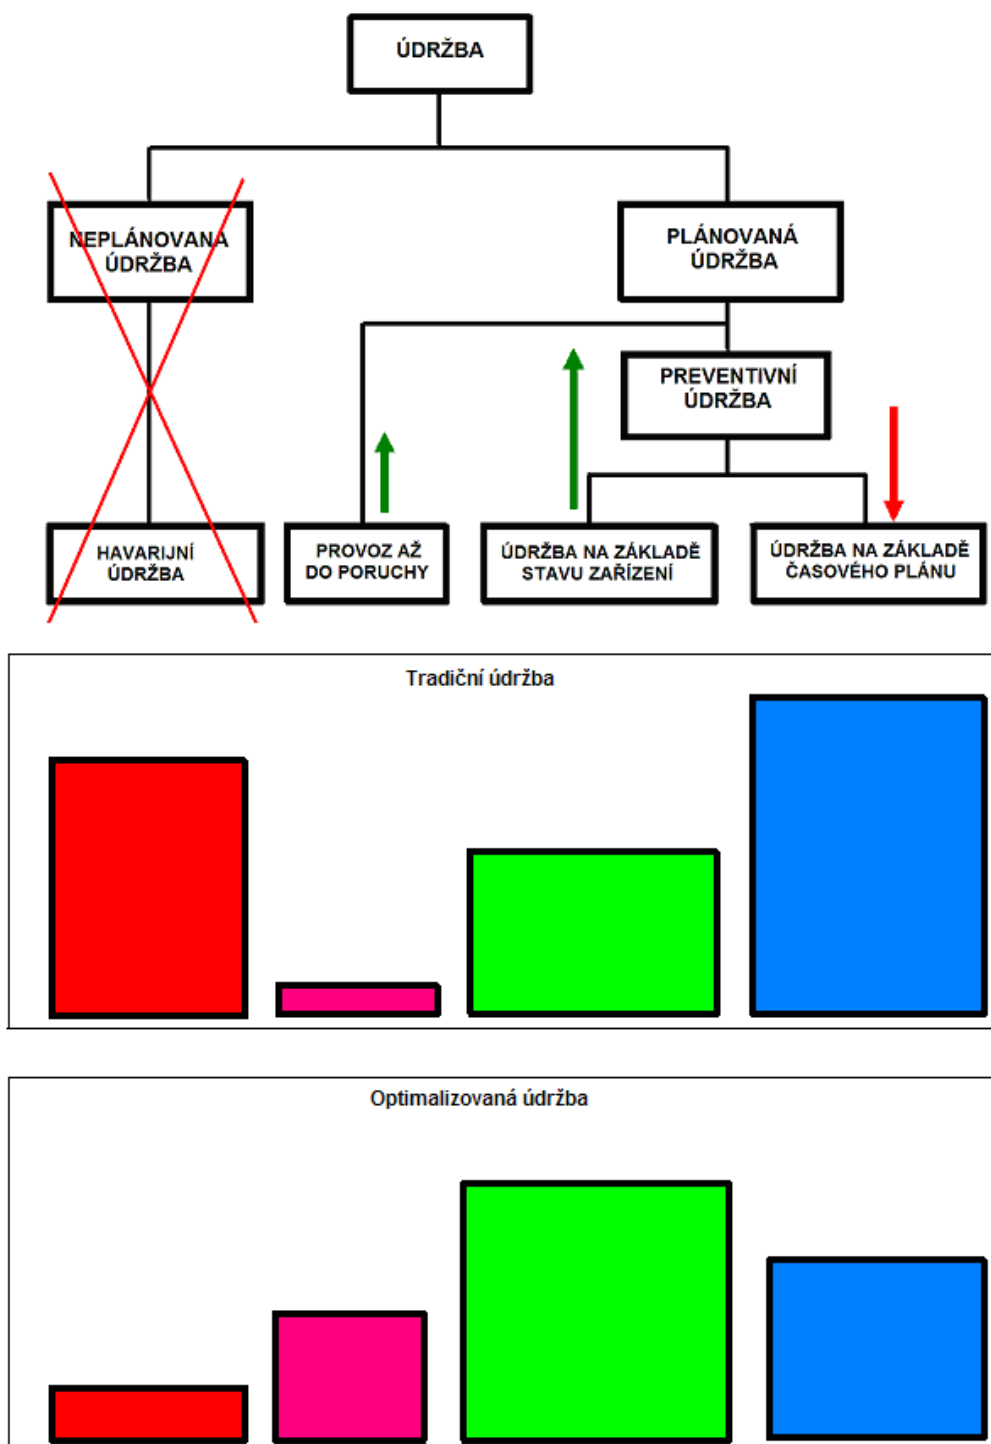 ÚDRŽBA
NEPLÁNOVANA
ÚDRŽBA
PLÁNOVANÁ
ÚDRŽBA
PREVENTIVNÍ
ÚDRŽBA
HAVARIJNÍ
ÚDRŽBA
PROVOZ AŽ
DO PORUCHY
ÚDRŽBA NA ZÁKLADĚ
STAVU ZAŘÍZENÍ
ÚDRŽBA NA ZÁKLADĚ
ČASOVÉHO PLÁNU
Tradiční údržba
Optimalizovaná údržba